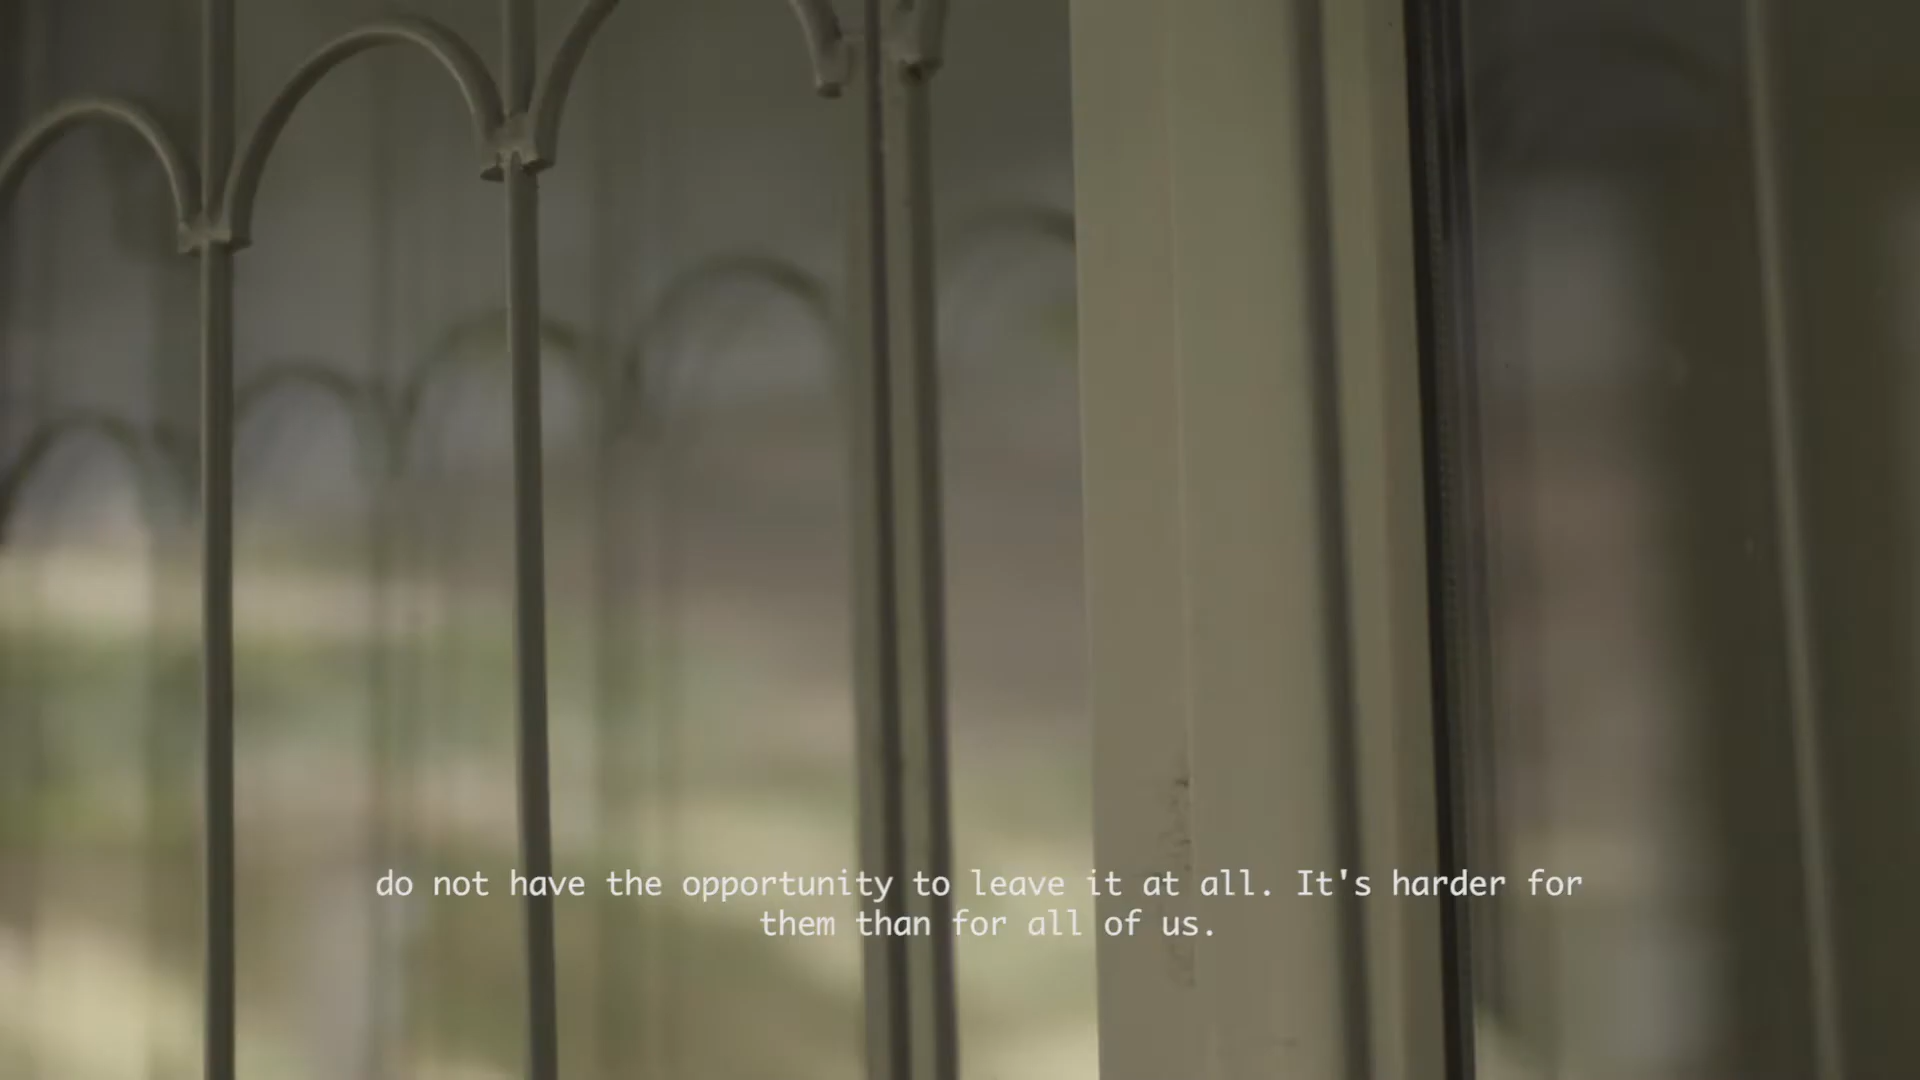 do not have the opportunity to leave it at all. It's harder for
them than for all of us.